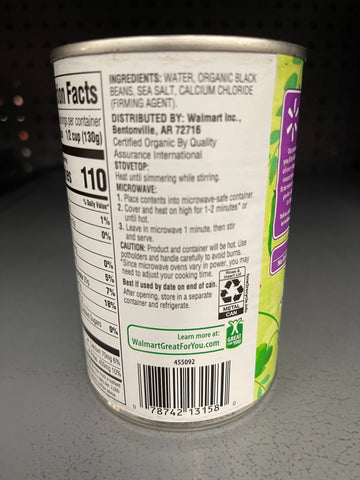 ion Facts
per container
1/2 cup (130g)
110
% Daily Value*
1%
0%
0%
5%
7%
18%
0%
INGREDIENTS: WATER, ORGANIC BLACK
BEANS, SEA SALT, CALCIUM CHLORIDE
(FIRMING AGENT).
DISTRIBUTED BY: Walmart Inc.,
Bentonville, AR 72716
Certified Organic By Quality
Assurance International
STOVETOP:
Heat until simmering while stirring.
MICROWAVE:
1. Place contents into microwave-safe container.
2. Cover and heat on high for 1-2 minutes* or
until hot.
3. Leave in microwave 1 minute, then stir
and serve.
CAUTION: Product and container will be hot. Use
potholders and handle carefully to avoid burns.
*Since microwave ovens vary in power, you may
need to adjust your cooking time.
Best if used by date on end of can.
After opening, store in a separate
container and refrigerate.
METAL
CAN
Learn more at:
WalmartGreatForYou.com
GREAT
FOR YOU
455092
0 78742 13158 0